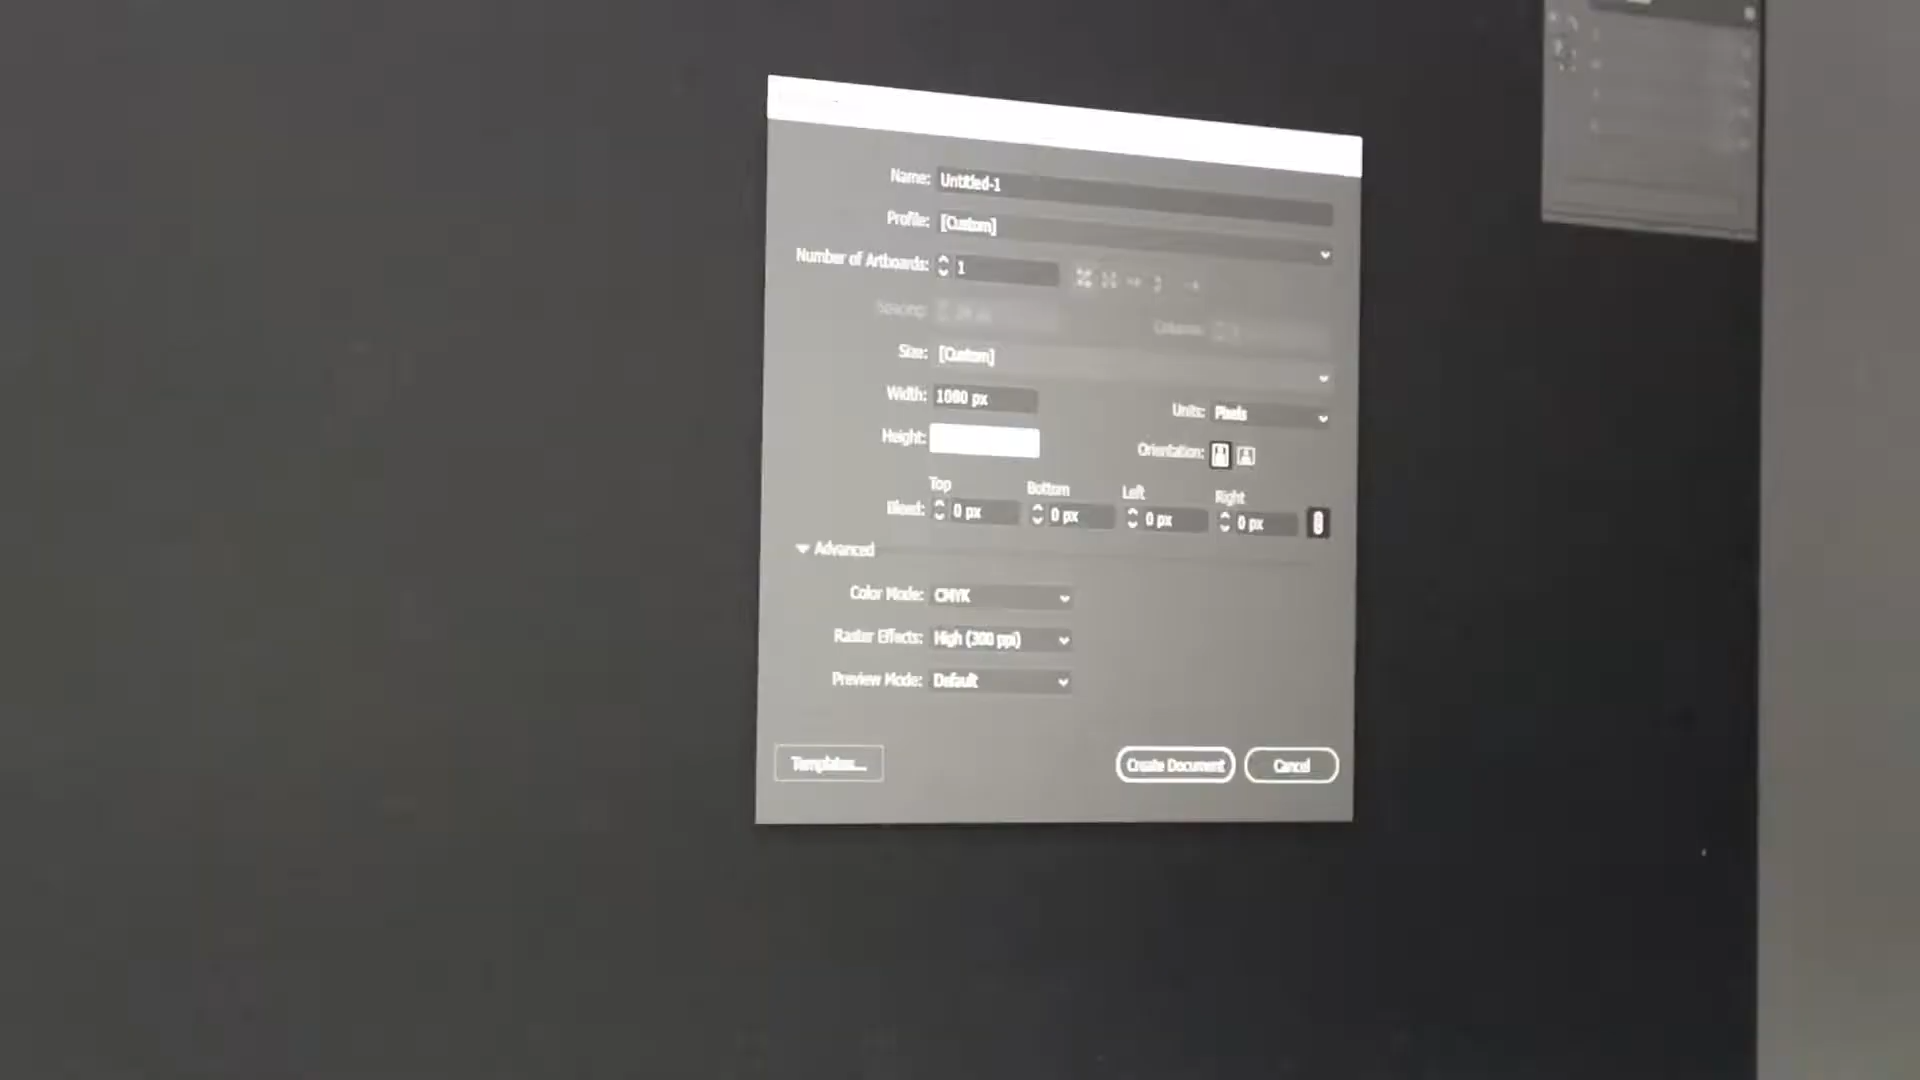 Name: Untitled-1
Profile: [Custom]
Number of Artboards: 1
Spacing:
Columns:
Size: [Custom]
Width: 1080 px
Units: Pixels
Height:
Orientation:
Top Bottom Left Right
Bleed: 0 px 0 px 0 px 0 px
Advanced
Color Mode: CMYK
Raster Effects: High (300 ppi)
Preview Mode: Default
Templates...
Create Document
Cancel